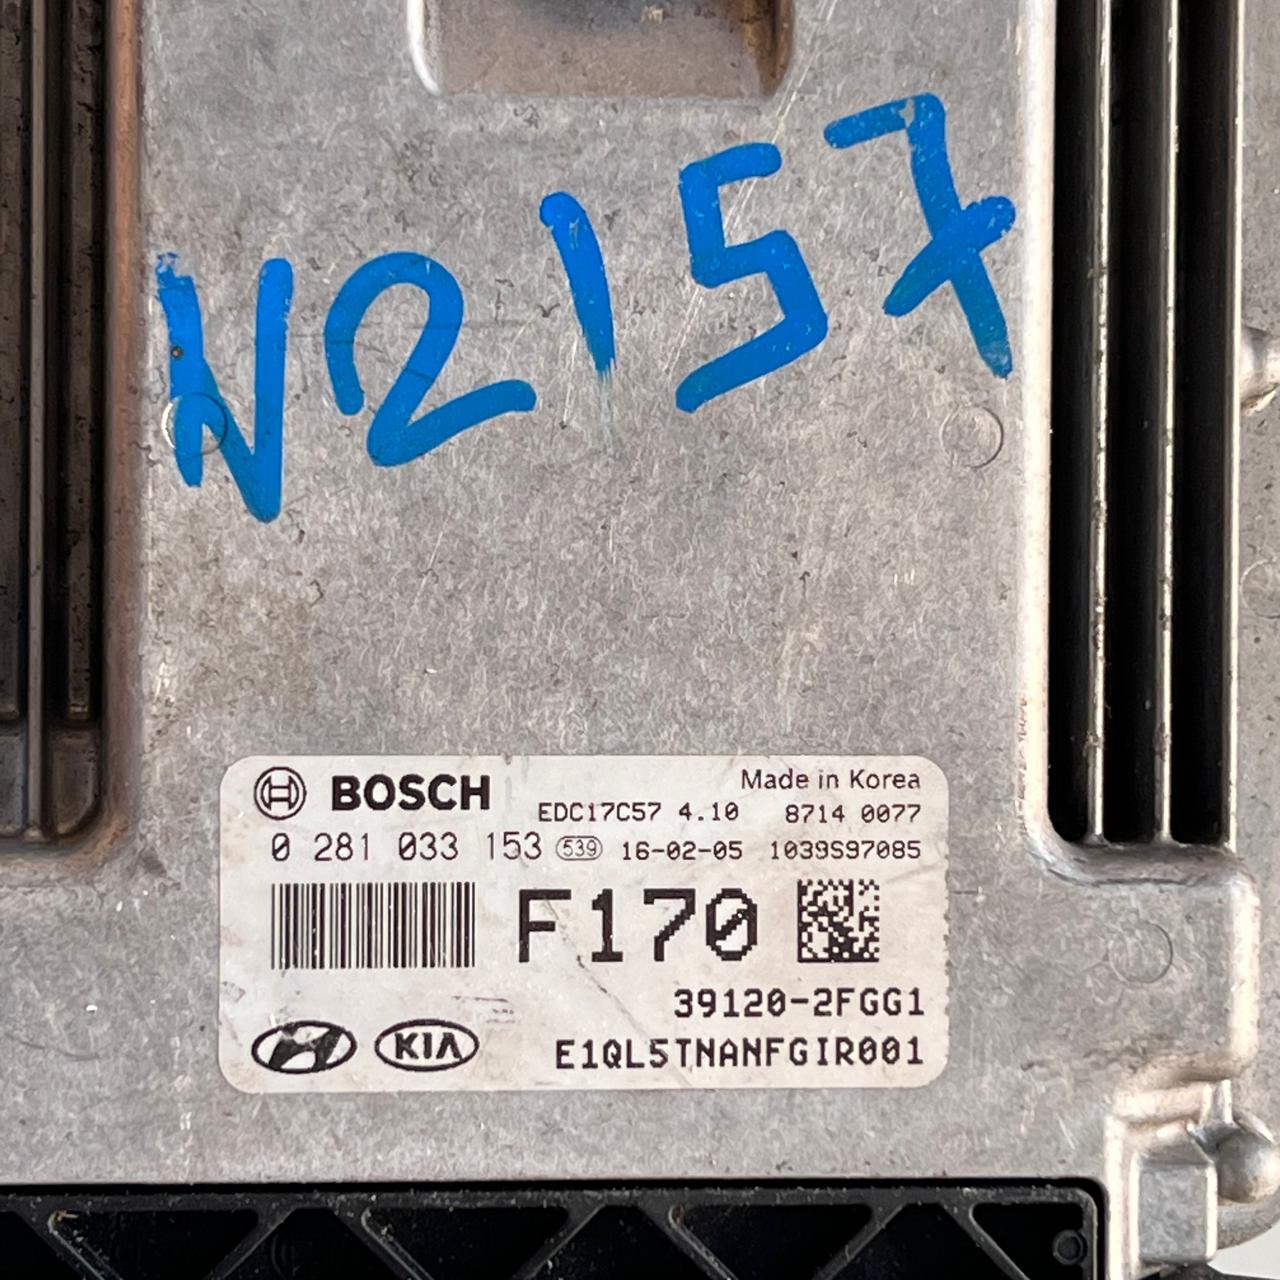 N2157
BOSCH
Made in Korea
EDC17C57 4.10 8714 0077
0 281 033 153 539 16-02-05 1039S97085
F170
39120-2FGG1
KIA
E1QL5TNANFGIR001